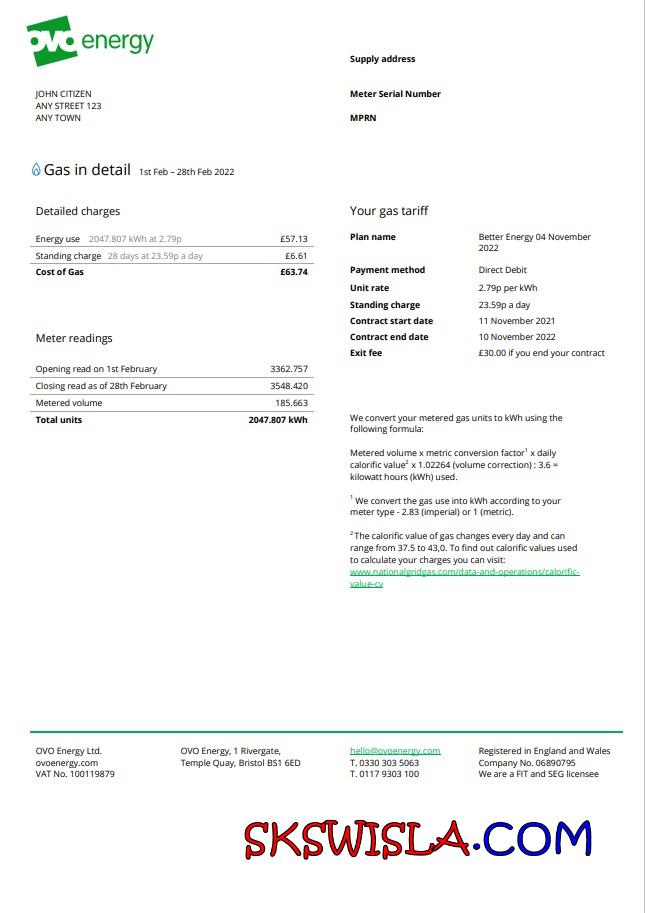 ovo energy
Supply address
JOHN CITIZEN
ANY STREET 123
ANY TOWN
Meter Serial Number
MPRN
Gas in detail 1st Feb – 28th Feb 2022
Detailed charges
Energy use 2047.807 kWh at 2.79p £57.13
Standing charge 28 days at 23.59p a day £6.61
Cost of Gas £63.74
Meter readings
Opening read on 1st February 3362.757
Closing read as of 28th February 3548.420
Metered volume 185.663
Total units 2047.807 kWh
Your gas tariff
Plan name Better Energy 04 November
2022
Payment method Direct Debit
Unit rate 2.79p per kWh
Standing charge 23.59p a day
Contract start date 11 November 2021
Contract end date 10 November 2022
Exit fee £30.00 if you end your contract
We convert your metered gas units to kWh using the
following formula:
Metered volume x metric conversion factor¹ x daily
calorific value² x 1.02264 (volume correction) : 3.6 =
kilowatt hours (kWh) used.
¹ We convert the gas use into kWh according to your
meter type - 2.83 (imperial) or 1 (metric).
² The calorific value of gas changes every day and can
range from 37.5 to 43,0. To find out calorific values used
to calculate your charges you can visit:
www.nationalgridgas.com/data-and-operations/calorific-
value-cv
OVO Energy Ltd.
ovoenergy.com
VAT No. 100119879
OVO Energy, 1 Rivergate,
Temple Quay, Bristol BS1 6ED
hello@ovoenergy.com
T. 0330 303 5063
T. 0117 9303 100
Registered in England and Wales
Company No. 06890795
We are a FIT and SEG licensee
SKSWISLA.COM